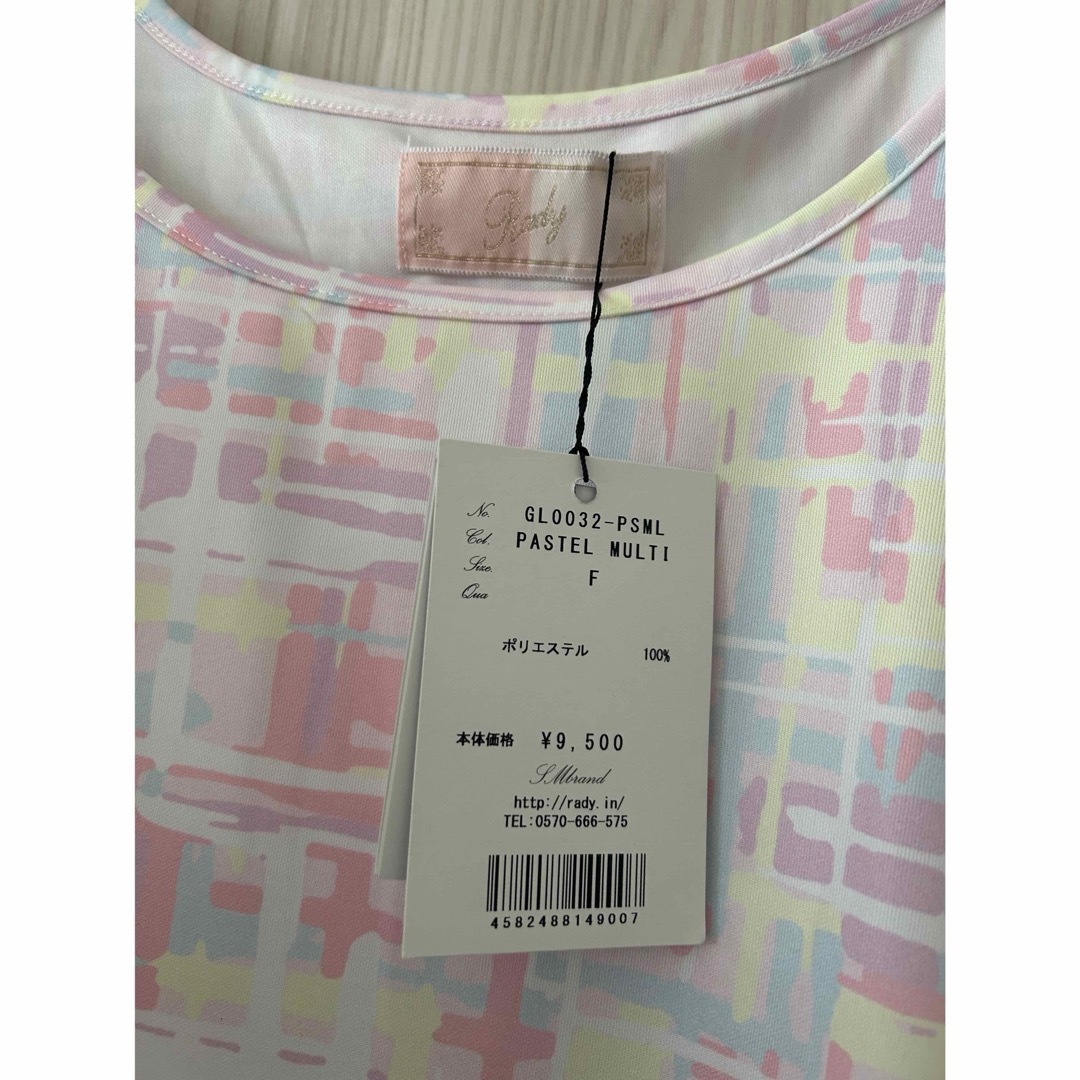 Rady
No. GL0032-PSML
Col. PASTEL MULTI
Size. F
Qua
ポリエステル 100%
本体価格 ¥9,500
SMbrand
http://rady.in/
TEL:0570-666-575
4582488149007